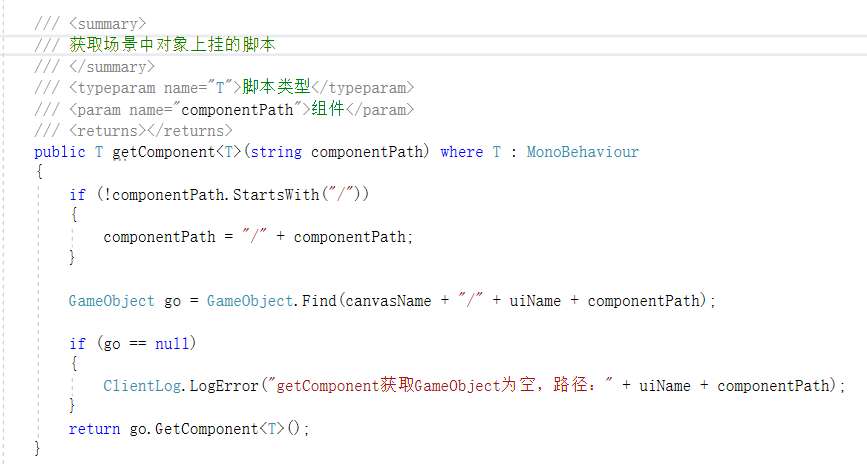 /// <summary>
/// 获取场景中对象上挂的脚本
/// </summary>
/// <typeparam name="T">脚本类型</typeparam>
/// <param name="componentPath">组件</param>
/// <returns></returns>
public T getComponent<T>(string componentPath) where T : MonoBehaviour
{
if (!componentPath.StartsWith("/"))
{
componentPath = "/" + componentPath;
}
GameObject go = GameObject.Find(canvasName + "/" + uiName + componentPath);
if (go == null)
{
ClientLog.LogError("getComponent获取GameObject为空，路径：" + uiName + componentPath);
}
return go.GetComponent<T>();
}